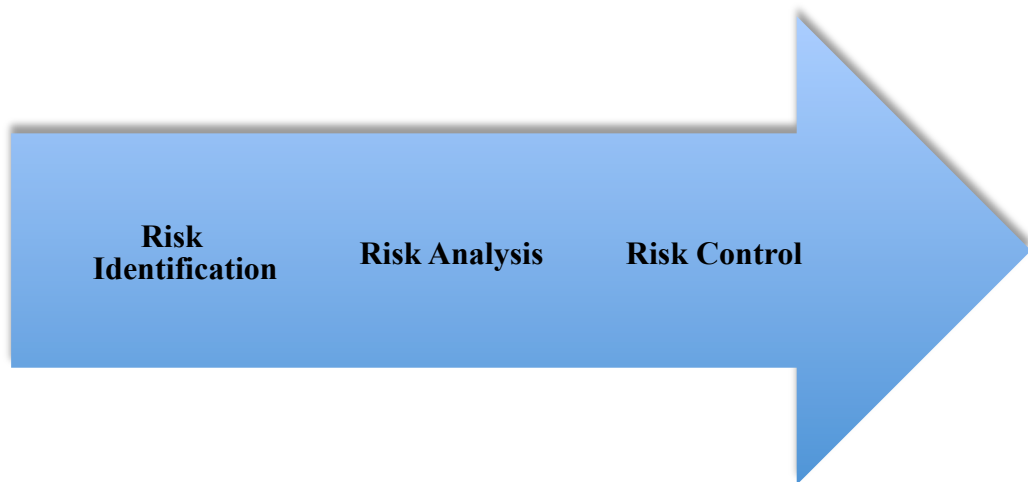 Risk
Identification
Risk Analysis
Risk Control